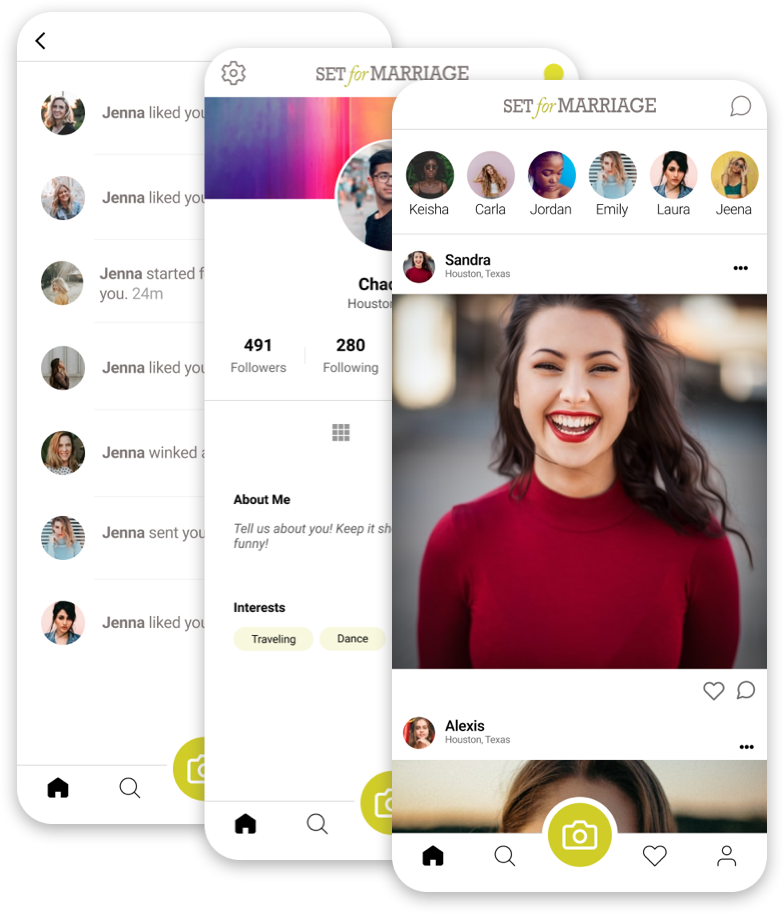 Jenna liked you
Jenna liked you
Jenna started f
you. 24m
Jenna liked you
Jenna winked a
Jenna sent you
Jenna liked you
SET for MARRIAGE
Chac
Houston
491
Followers
280
Following
About Me
Tell us about you! Keep it sh
funny!
Interests
Traveling
Dance
SET for MARRIAGE
Keisha
Carla
Jordan
Emily
Laura
Jeena
Sandra
Houston, Texas
Alexis
Houston, Texas